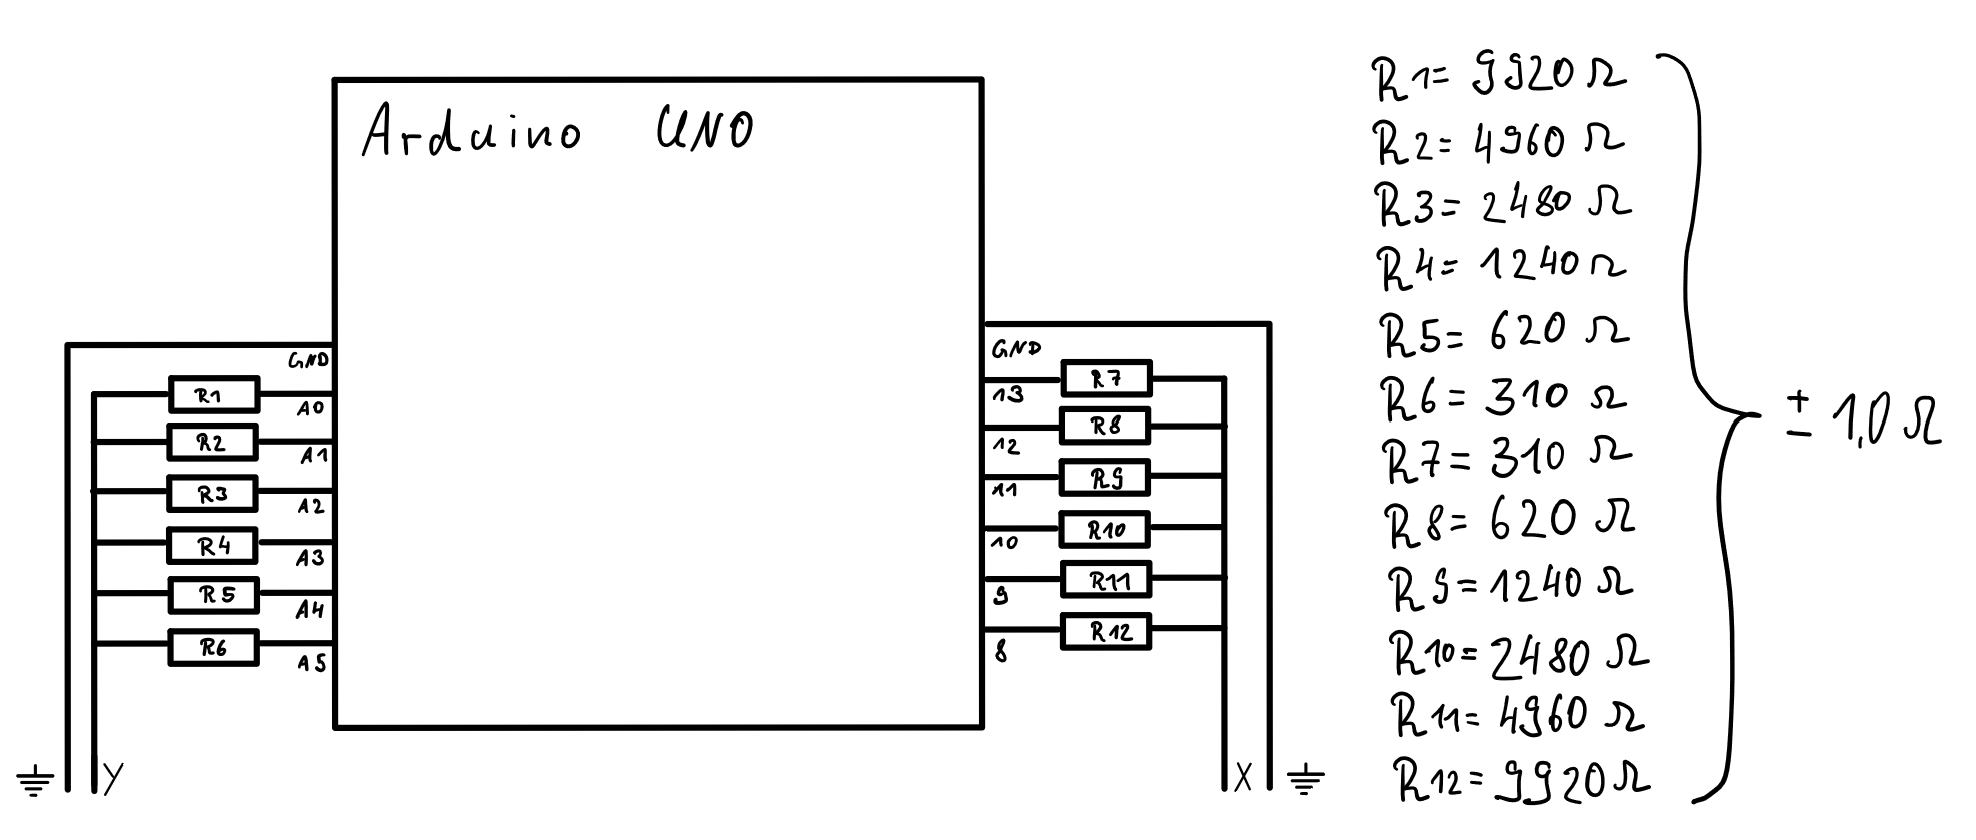 Arduino UNO
GND
R1 A0
R2 A1
R3 A2
R4 A3
R5 A4
R6 A5
Y
GND
13 R7
12 R8
11 R9
10 R10
9 R11
8 R12
X
R1= 9920 Ω
R2= 4960 Ω
R3= 2480 Ω
R4= 1240 Ω
R5= 620 Ω
R6= 310 Ω
R7= 310 Ω
R8= 620 Ω
R9= 1240 Ω
R10= 2480 Ω
R11= 4960 Ω
R12= 9920 Ω
± 1,0 Ω